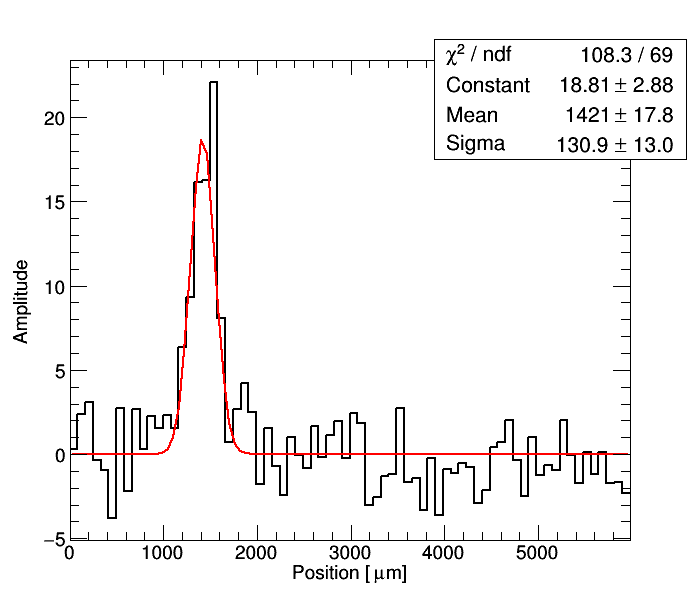 χ² / ndf 108.3 / 69
Constant 18.81 ± 2.88
Mean 1421 ± 17.8
Sigma 130.9 ± 13.0
20
15
10
5
0
−5
Amplitude
0 1000 2000 3000 4000 5000
Position [ μm]